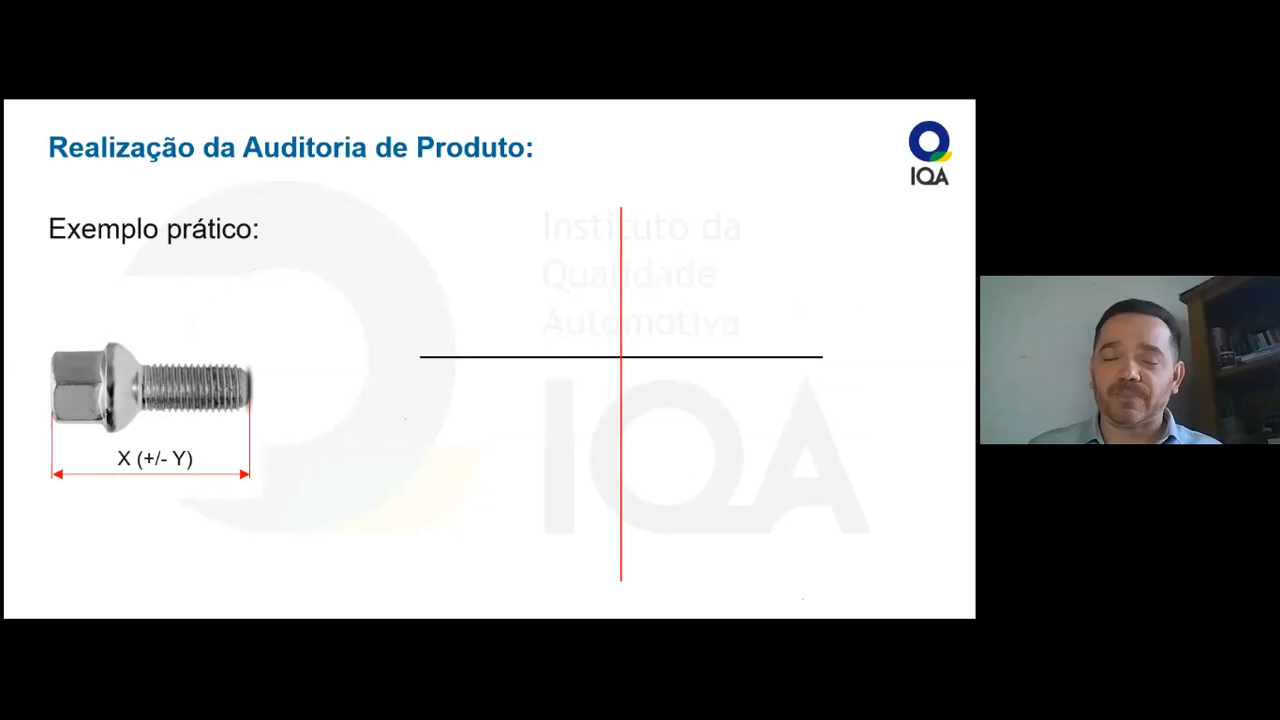 Realização da Auditoria de Produto:
IQA
Exemplo prático:
Instituto da
Qualidade
Automotiva
X (+/- Y)
IQA